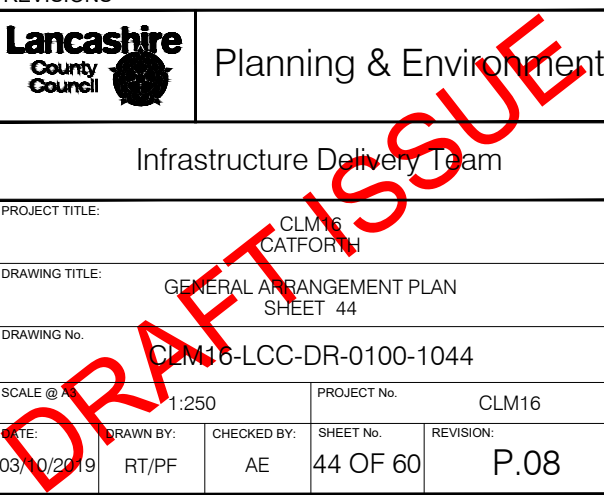 REVISIONS
Lancashire
County
Council
Planning & Environment
Infrastructure Delivery Team
PROJECT TITLE:
CLM16
CATFORTH
DRAWING TITLE:
GENERAL ARRANGEMENT PLAN
SHEET 44
DRAWING No.
CLM16-LCC-DR-0100-1044
SCALE @ A3
1:250
PROJECT No.
CLM16
DATE:
03/10/2019
DRAWN BY:
RT/PF
CHECKED BY:
AE
SHEET No.
44 OF 60
REVISION:
P.08
DRAFT ISSUE